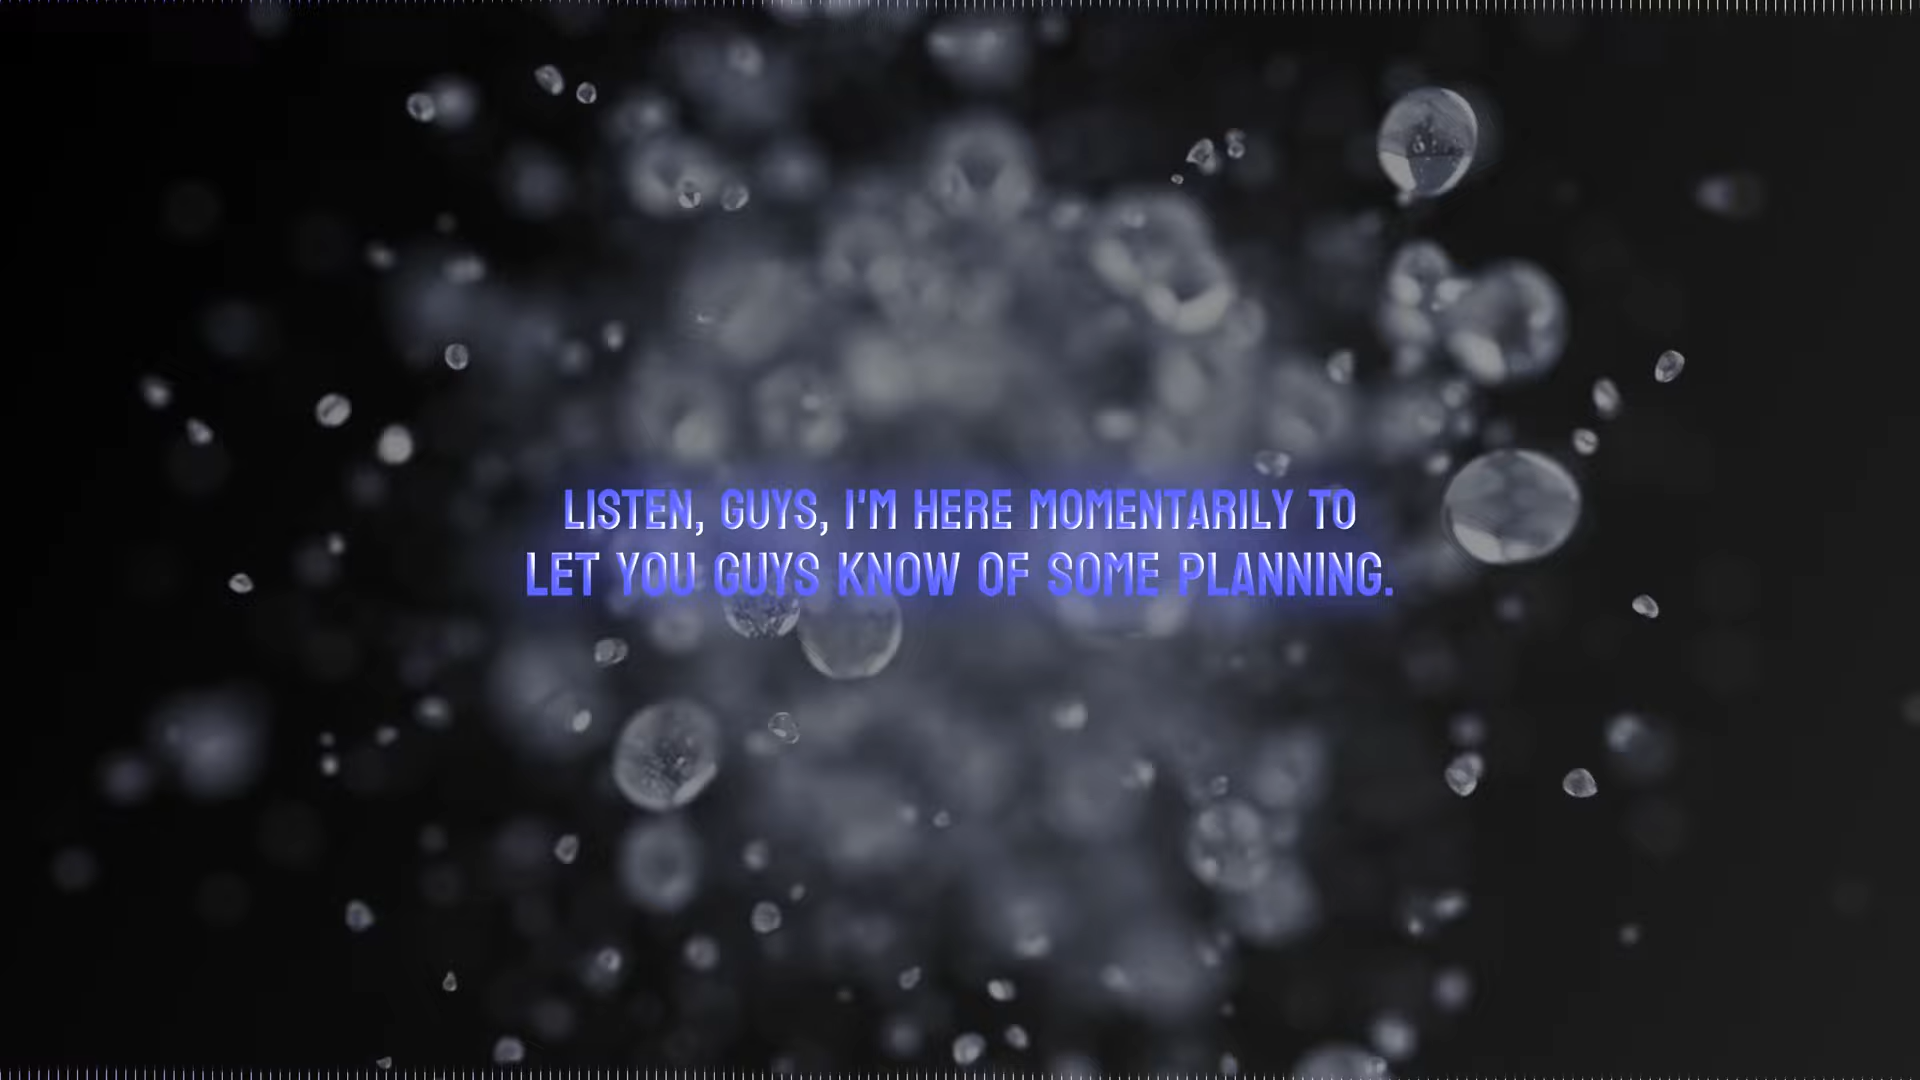 LISTEN, GUYS, I'M HERE MOMENTARILY TO
LET YOU GUYS KNOW OF SOME PLANNING.